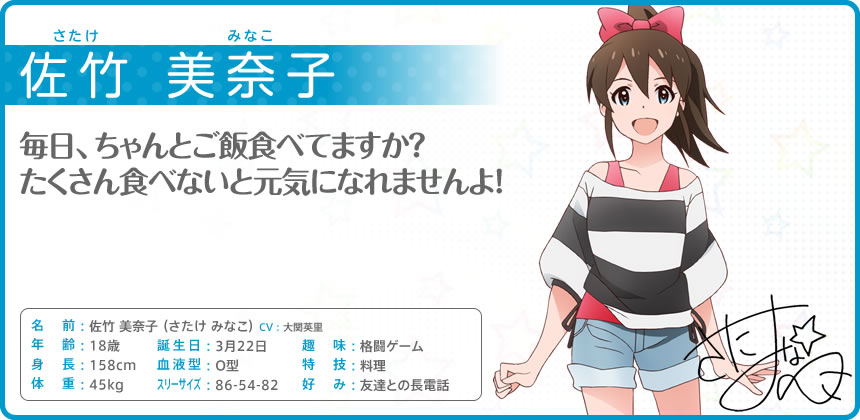 さたけ みなこ
佐竹 美奈子
毎日、ちゃんとご飯食べてますか?
たくさん食べないと元気になれませんよ!
名 前:佐竹 美奈子 (さたけ みなこ) CV:大関英里
年 齢:18歳 誕生日:3月22日 趣 味:格闘ゲーム
身 長:158cm 血液型:O型 特 技:料理
体 重:45kg スリーサイズ:86-54-82 好 み:友達との長電話